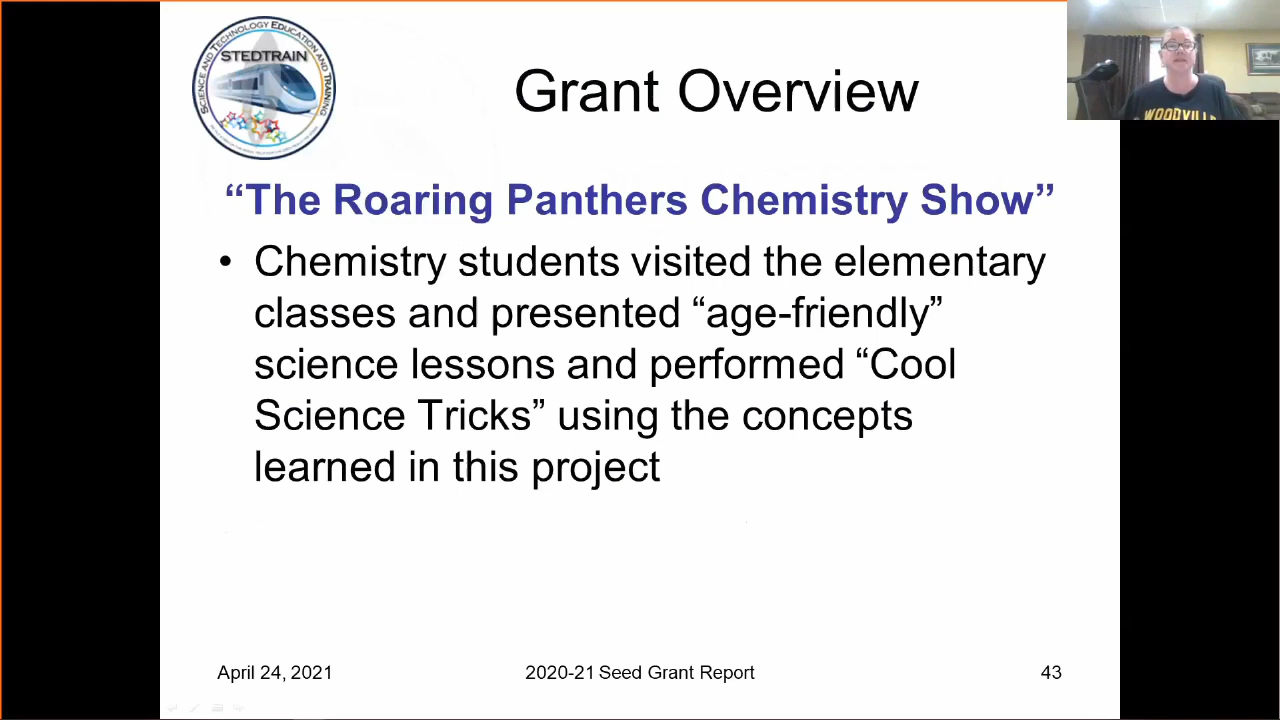 SCIENCE AND TECHNOLOGY EDUCATION AND TRAINING
STEDTRAIN
Grant Overview
WOODVILLE
“The Roaring Panthers Chemistry Show”
• Chemistry students visited the elementary
classes and presented “age-friendly”
science lessons and performed “Cool
Science Tricks” using the concepts
learned in this project
April 24, 2021
2020-21 Seed Grant Report
43